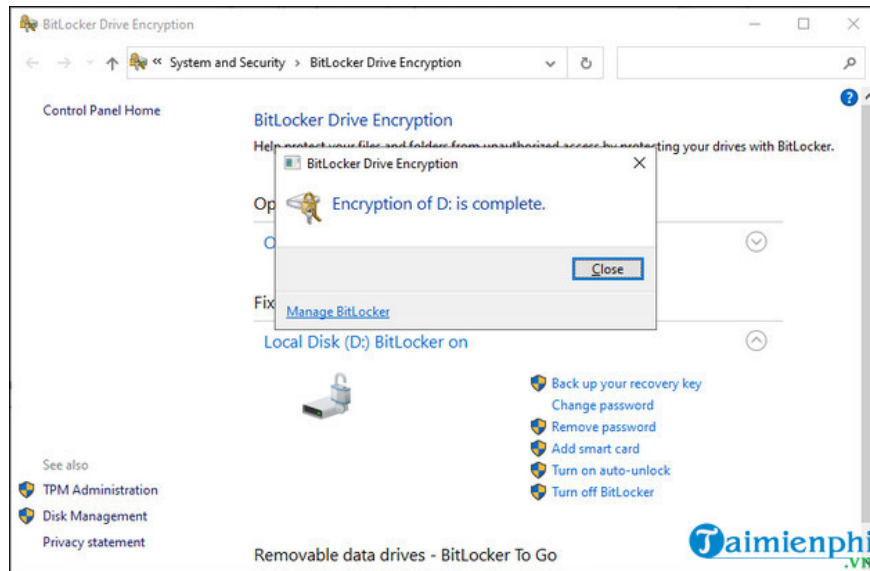 BitLocker Drive Encryption
« System and Security › BitLocker Drive Encryption
Control Panel Home
BitLocker Drive Encryption
Help protect your files and folders from unauthorized access by protecting your drives with BitLocker.
BitLocker Drive Encryption
Op
Encryption of D: is complete.
O
Close
Fix
Manage BitLocker
Local Disk (D:) BitLocker on
Back up your recovery key
Change password
Remove password
Add smart card
Turn on auto-unlock
Turn off BitLocker
See also
TPM Administration
Disk Management
Privacy statement
Removable data drives - BitLocker To Go
Taimienphi
.VN